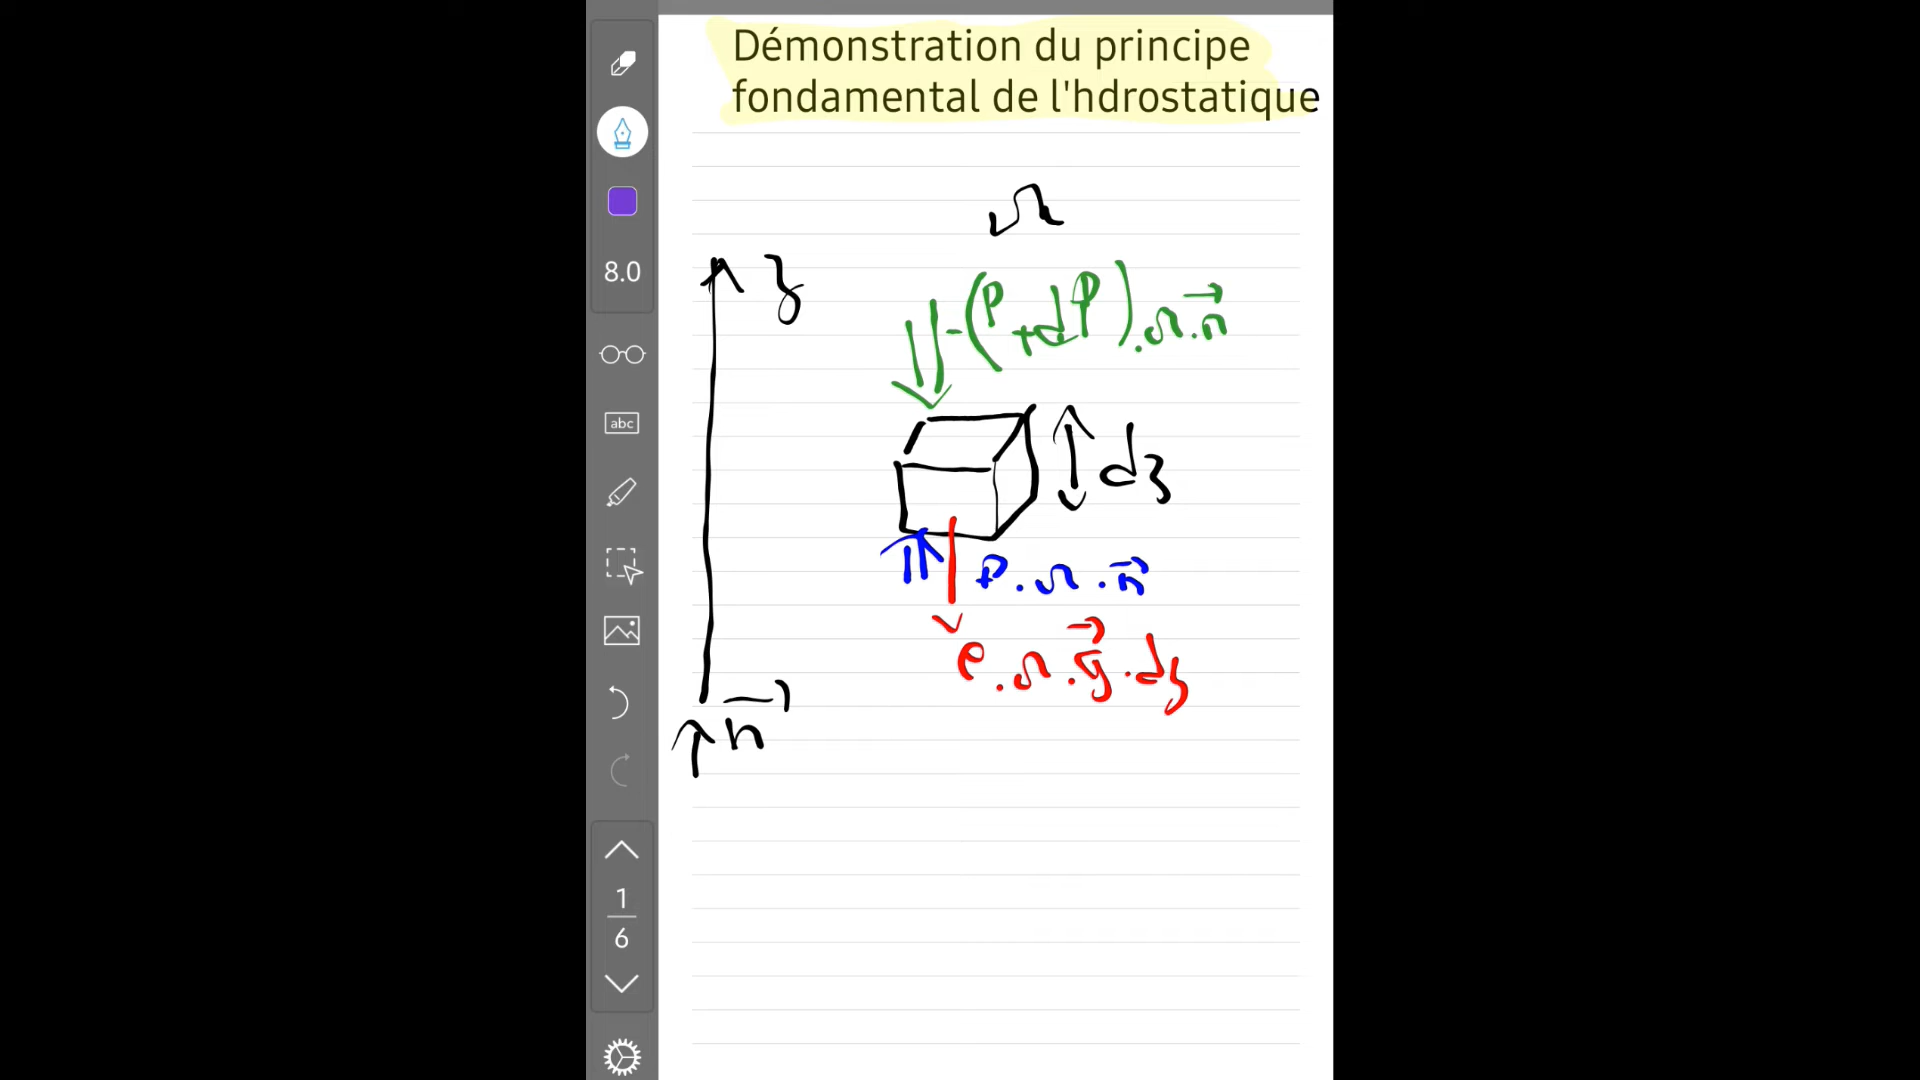 Démonstration du principe
fondamental de l'hdrostatique
Ω
z
8.0
-(P+dP).Ω.n⃗
abc
dz
P.Ω.n⃗
ρ.Ω.g⃗.dz
n⃗
1
6